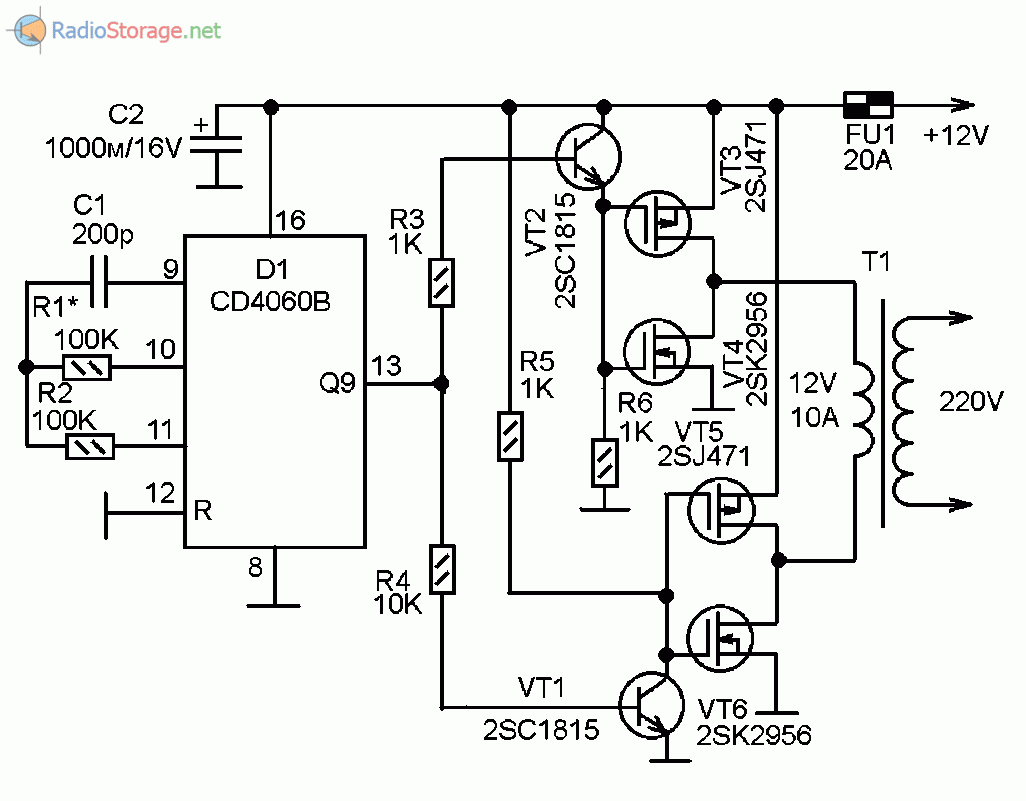 RadioStorage.net
C2
1000м/16V
+
FU1
20A
+12V
C1
200p
16
9
D1
CD4060B
R1*
100K
10
R2
100K
11
12
R
8
Q9
13
R3
1K
R4
10K
VT2
2SC1815
VT3
2SJ471
VT4
2SK2956
R5
1K
R6
1K
VT5
2SJ471
T1
12V
10A
220V
VT1
2SC1815
VT6
2SK2956